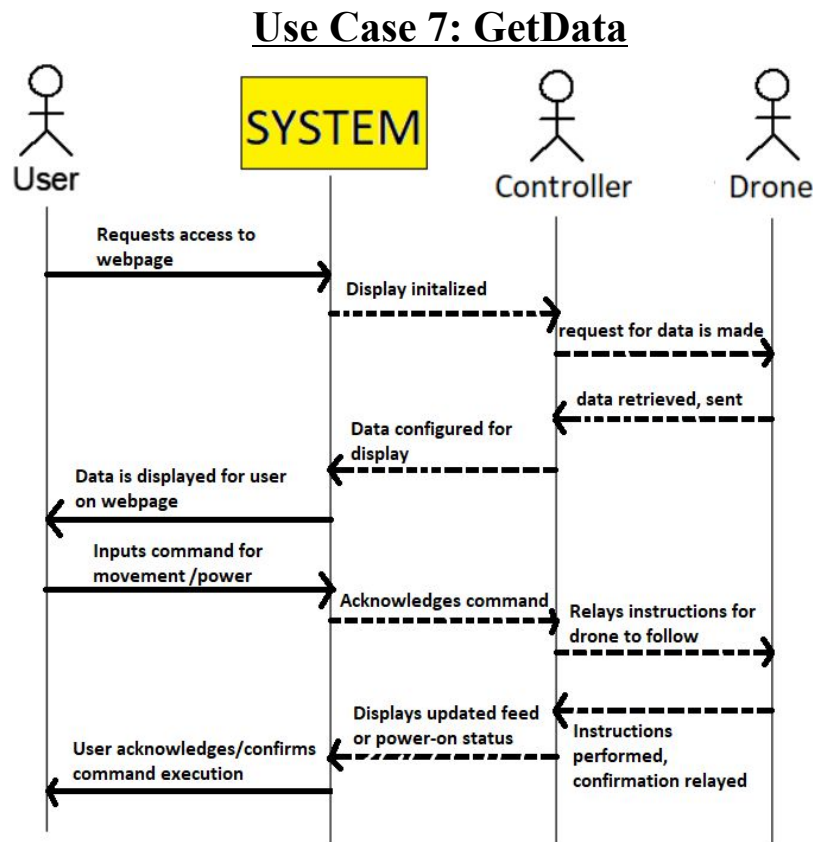 Use Case 7: GetData
User
SYSTEM
Controller
Drone
Requests access to
webpage
Display initalized
request for data is made
data retrieved, sent
Data configured for
display
Data is displayed for user
on webpage
Inputs command for
movement /power
Acknowledges command
Relays instructions for
drone to follow
Displays updated feed
or power-on status
Instructions
performed,
confirmation relayed
User acknowledges/confirms
command execution